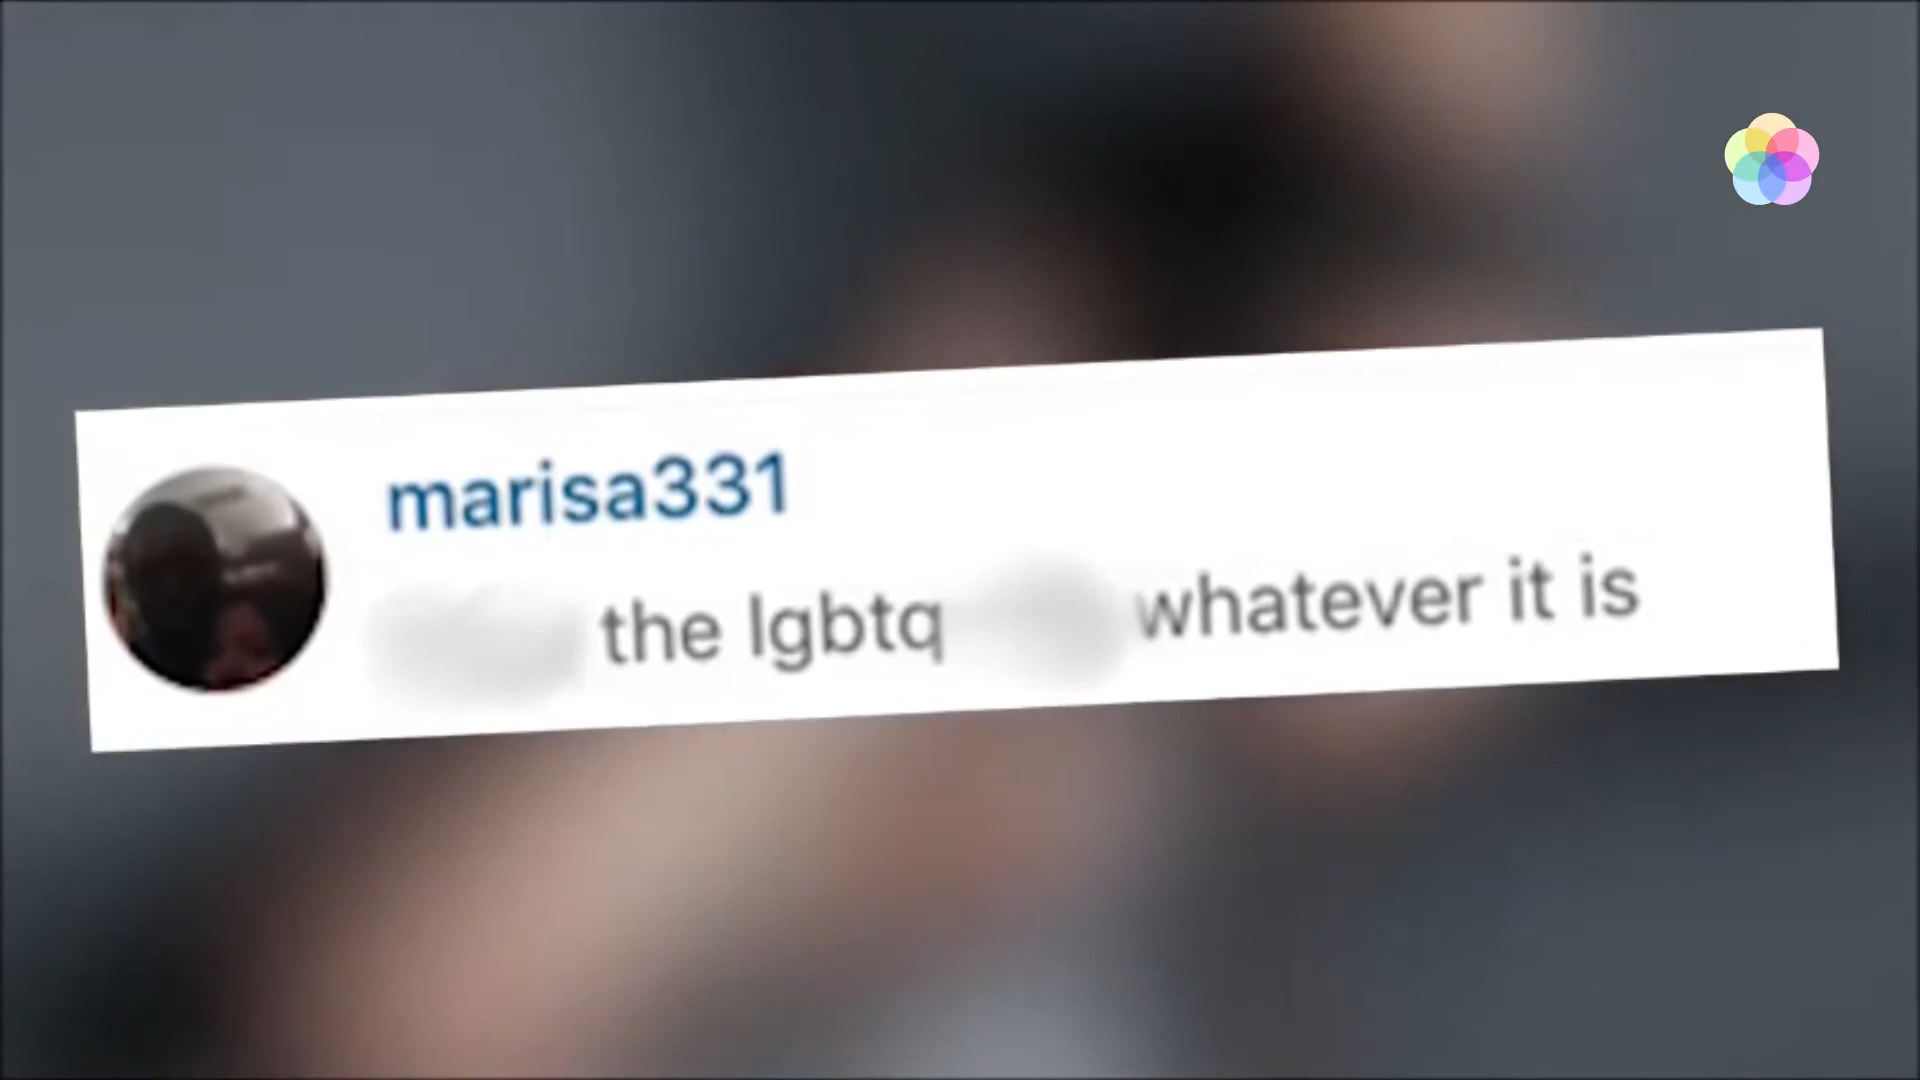 marisa331
the lgbtq whatever it is